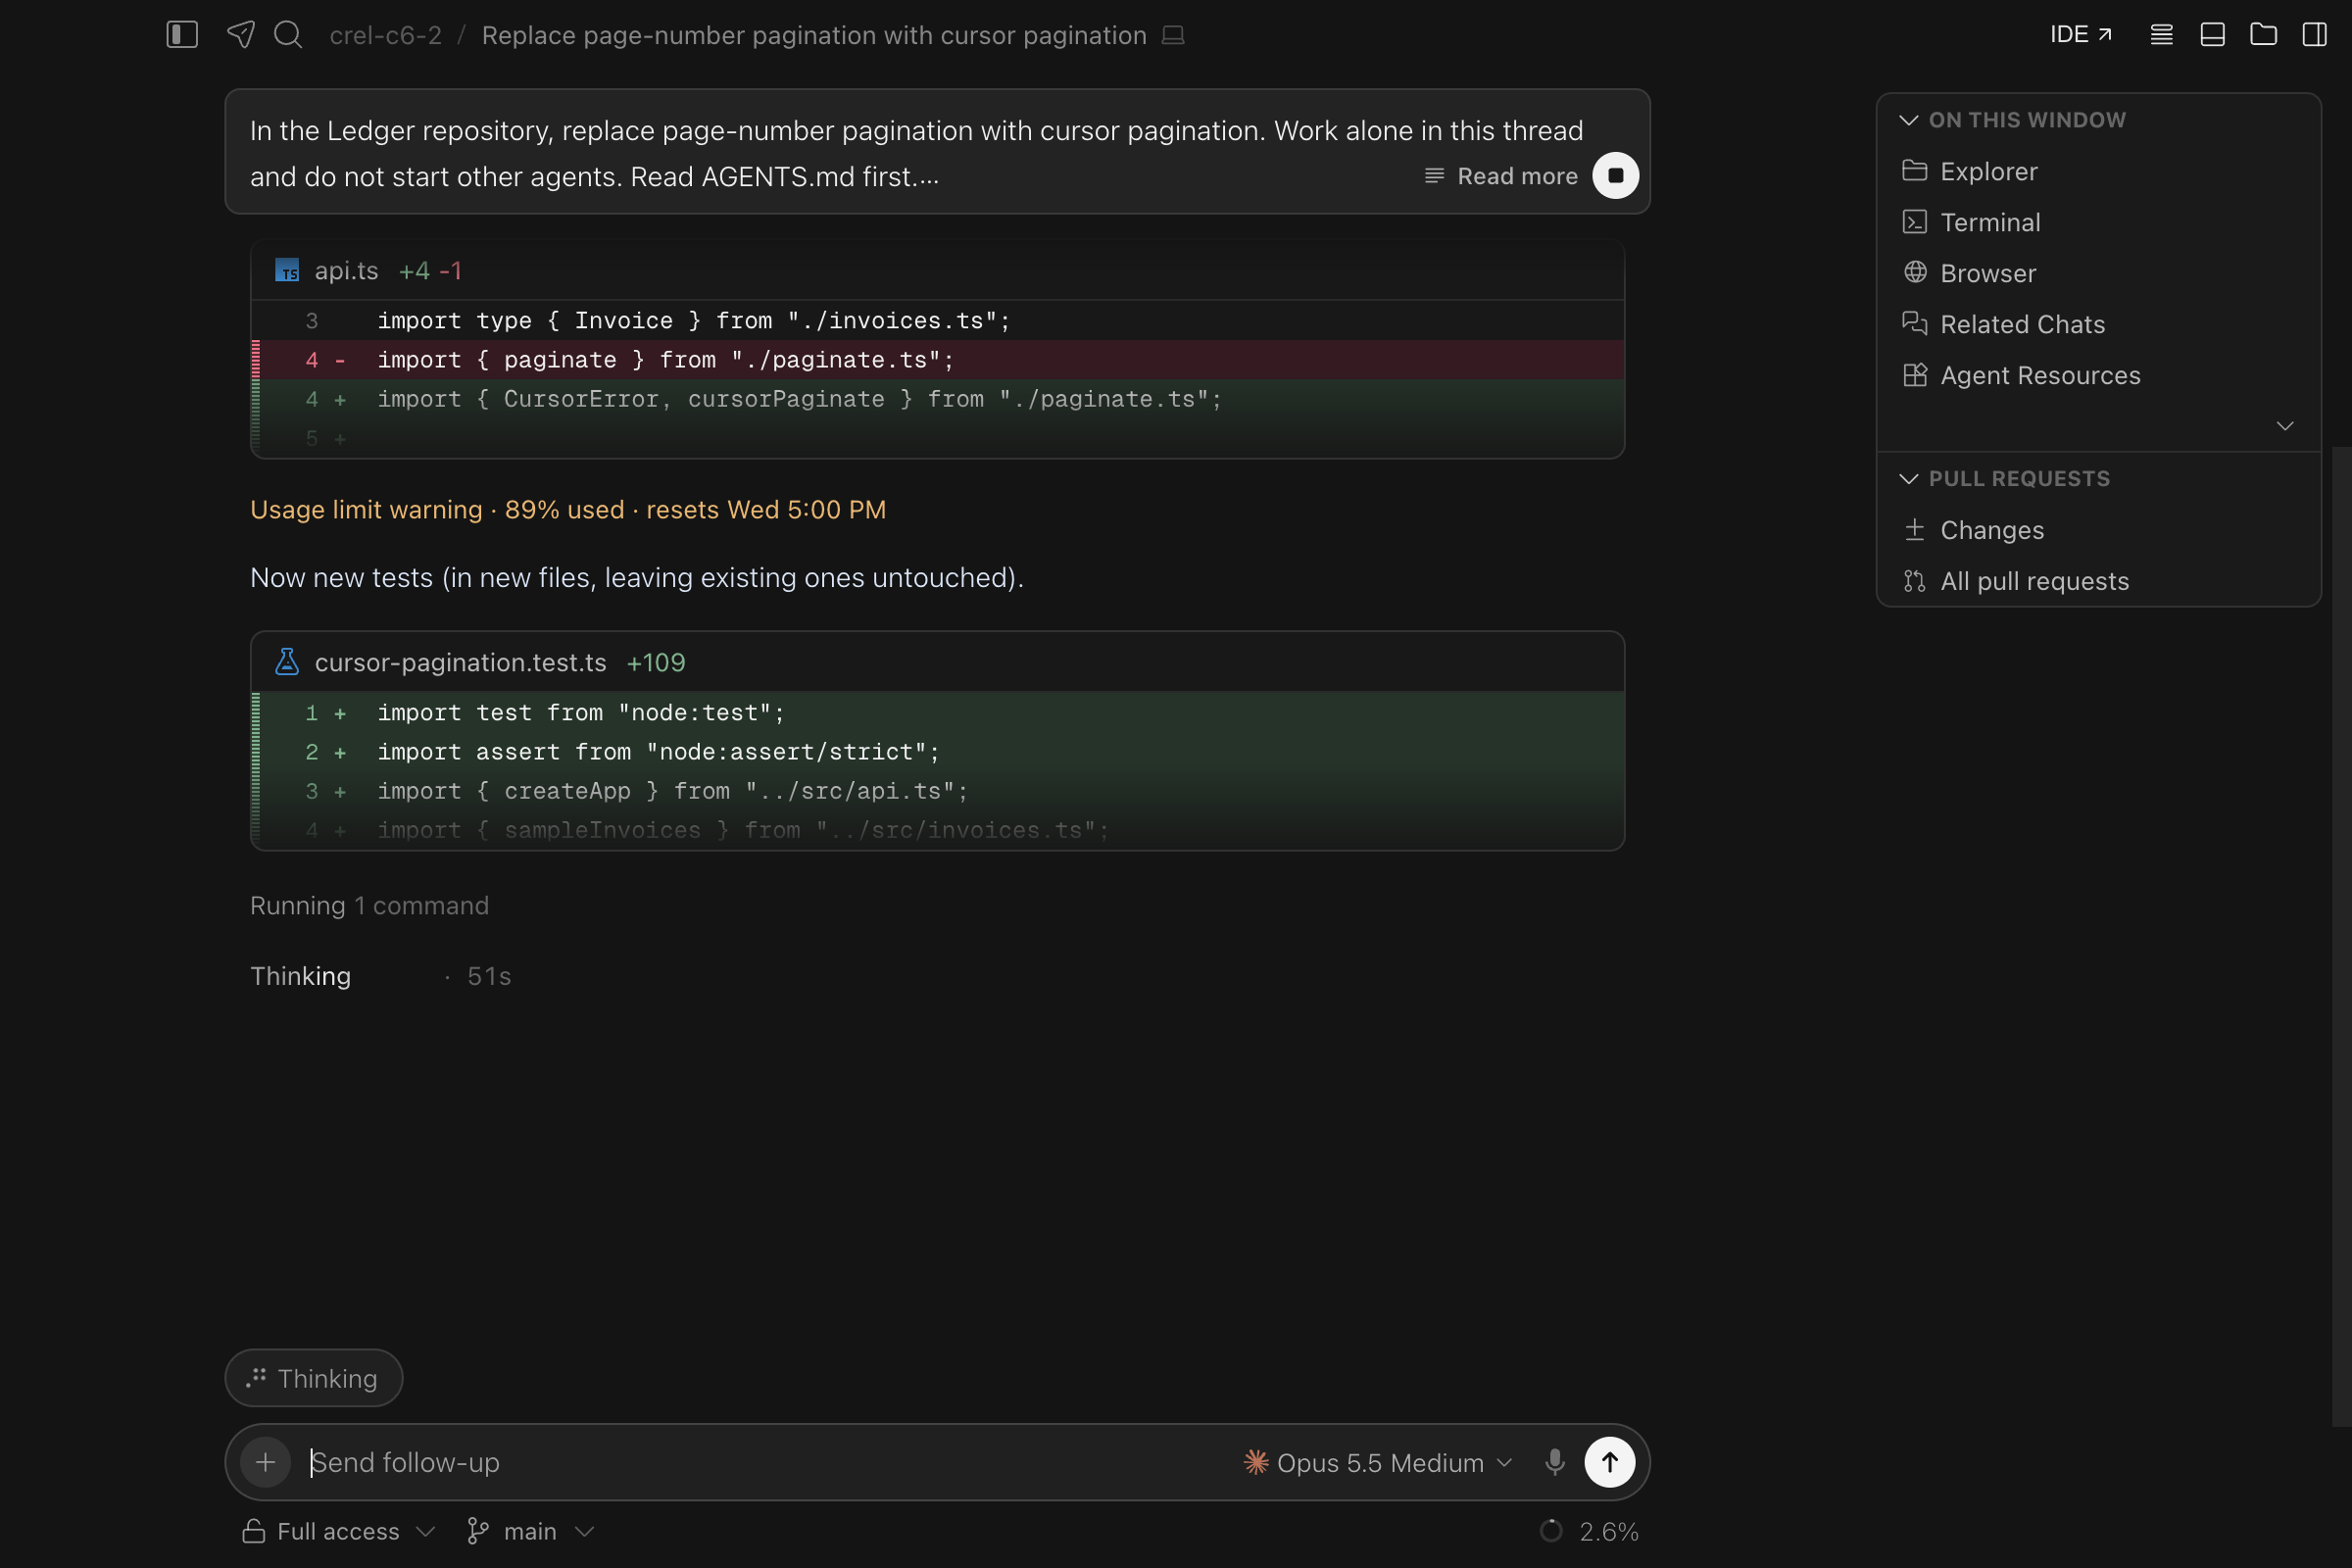 crel-c6-2 / Replace page-number pagination with cursor pagination
IDE
In the Ledger repository, replace page-number pagination with cursor pagination. Work alone in this thread
and do not start other agents. Read AGENTS.md first.…
Read more
TS api.ts +4 -1
3 import type { Invoice } from "./invoices.ts";
4 - import { paginate } from "./paginate.ts";
4 + import { CursorError, cursorPaginate } from "./paginate.ts";
5 +
Usage limit warning · 89% used · resets Wed 5:00 PM
Now new tests (in new files, leaving existing ones untouched).
cursor-pagination.test.ts +109
1 + import test from "node:test";
2 + import assert from "node:assert/strict";
3 + import { createApp } from "../src/api.ts";
4 + import { sampleInvoices } from "../src/invoices.ts";
Running 1 command
Thinking · 51s
Thinking
Send follow-up
Opus 5.5 Medium
Full access
main
2.6%
ON THIS WINDOW
Explorer
Terminal
Browser
Related Chats
Agent Resources
PULL REQUESTS
Changes
All pull requests